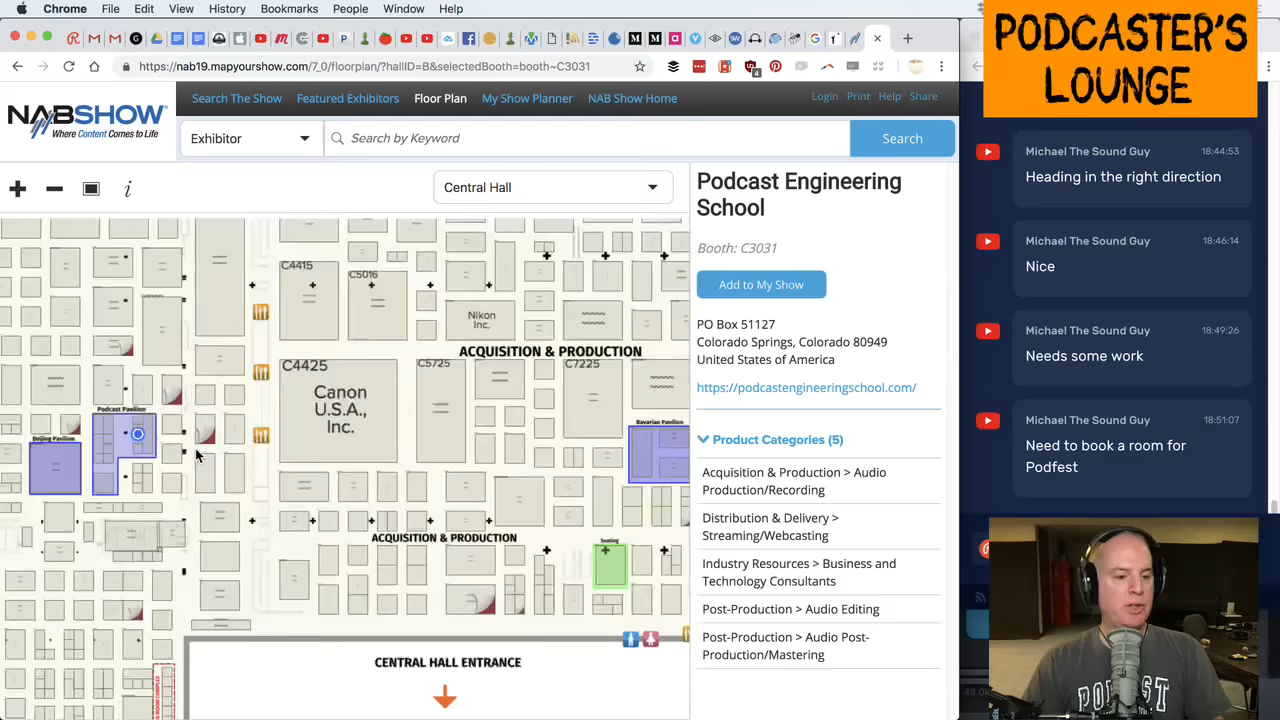 Chrome File Edit View History Bookmarks People Window Help
https://nab19.mapyourshow.com/7_0/floorplan/?hallID=B&selectedBooth=booth~C3031
NABSHOW
Where Content Comes to Life
Search The Show Featured Exhibitors Floor Plan My Show Planner NAB Show Home
Login Print Help Share
Exhibitor
Search by Keyword
Search
Central Hall
C4415
C5016
Nikon
Inc.
ACQUISITION & PRODUCTION
C4425
C5725
C7225
Canon
U.S.A.,
Inc.
Podcast Pavilion
Beijing Pavilion
Bavarian Pavilion
ACQUISITION & PRODUCTION
Seating
CENTRAL HALL ENTRANCE
Podcast Engineering
School
Booth: C3031
Add to My Show
PO Box 51127
Colorado Springs, Colorado 80949
United States of America
https://podcastengineeringschool.com/
Product Categories (5)
Acquisition & Production > Audio
Production/Recording
Distribution & Delivery >
Streaming/Webcasting
Industry Resources > Business and
Technology Consultants
Post-Production > Audio Editing
Post-Production > Audio Post-
Production/Mastering
PODCASTER'S
LOUNGE
Michael The Sound Guy 18:44:53
Heading in the right direction
Michael The Sound Guy 18:46:14
Nice
Michael The Sound Guy 18:49:26
Needs some work
Michael The Sound Guy 18:51:07
Need to book a room for
Podfest